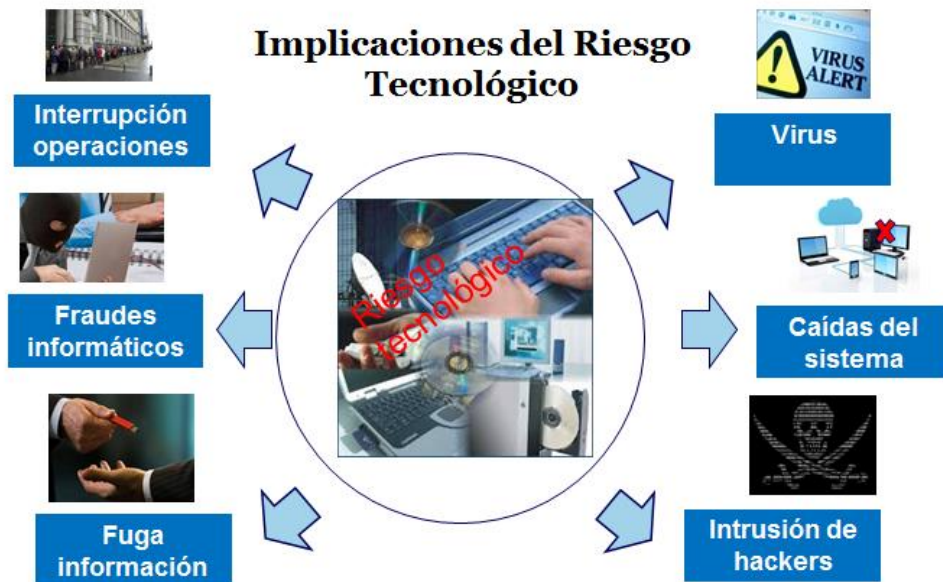 Implicaciones del Riesgo
Tecnológico
Interrupción
operaciones
Fraudes
informáticos
Fuga
información
Riesgo
tecnológico
VIRUS
ALERT
Virus
Caídas del
sistema
Intrusión de
hackers